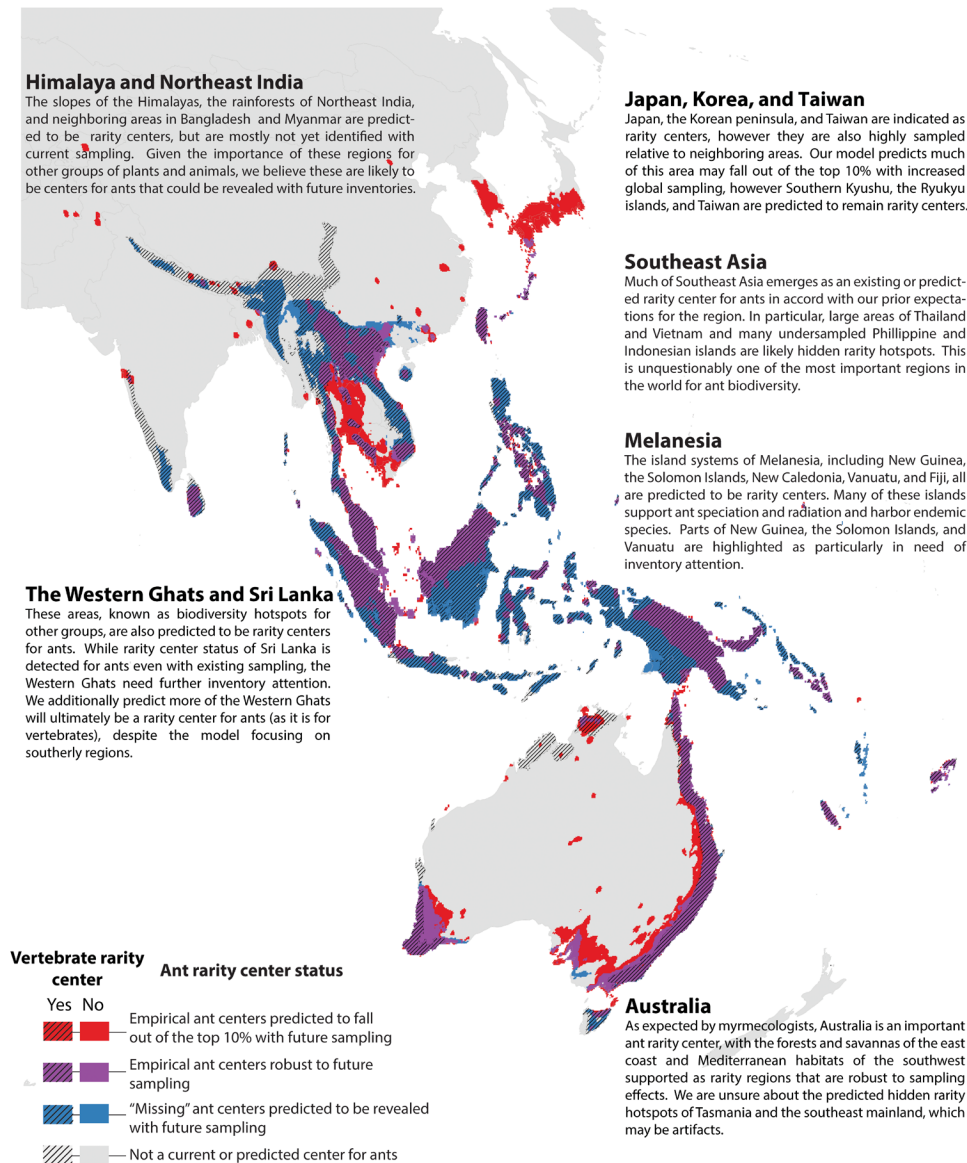 Himalaya and Northeast India
The slopes of the Himalayas, the rainforests of Northeast India,
and neighboring areas in Bangladesh and Myanmar are predict-
ed to be rarity centers, but are mostly not yet identified with
current sampling. Given the importance of these regions for
other groups of plants and animals, we believe these are likely to
be centers for ants that could be revealed with future inventories.
Japan, Korea, and Taiwan
Japan, the Korean peninsula, and Taiwan are indicated as
rarity centers, however they are also highly sampled
relative to neighboring areas. Our model predicts much
of this area may fall out of the top 10% with increased
global sampling, however Southern Kyushu, the Ryukyu
islands, and Taiwan are predicted to remain rarity centers.
Southeast Asia
Much of Southeast Asia emerges as an existing or predict-
ed rarity center for ants in accord with our prior expecta-
tions for the region. In particular, large areas of Thailand
and Vietnam and many undersampled Phillippine and
Indonesian islands are likely hidden rarity hotspots. This
is unquestionably one of the most important regions in
the world for ant biodiversity.
Melanesia
The island systems of Melanesia, including New Guinea,
the Solomon Islands, New Caledonia, Vanuatu, and Fiji, all
are predicted to be rarity centers. Many of these islands
support ant speciation and radiation and harbor endemic
species. Parts of New Guinea, the Solomon Islands, and
Vanuatu are highlighted as particularly in need of
inventory attention.
The Western Ghats and Sri Lanka
These areas, known as biodiversity hotspots for
other groups, are also predicted to be rarity centers
for ants. While rarity center status of Sri Lanka is
detected for ants even with existing sampling, the
Western Ghats need further inventory attention.
We additionally predict more of the Western Ghats
will ultimately be a rarity center for ants (as it is for
vertebrates), despite the model focusing on
southerly regions.
Vertebrate rarity
center
Ant rarity center status
Yes No
Empirical ant centers predicted to fall
out of the top 10% with future sampling
Empirical ant centers robust to future
sampling
“Missing” ant centers predicted to be revealed
with future sampling
Not a current or predicted center for ants
Australia
As expected by myrmecologists, Australia is an important
ant rarity center, with the forests and savannas of the east
coast and Mediterranean habitats of the southwest
supported as rarity regions that are robust to sampling
effects. We are unsure about the predicted hidden rarity
hotspots of Tasmania and the southeast mainland, which
may be artifacts.